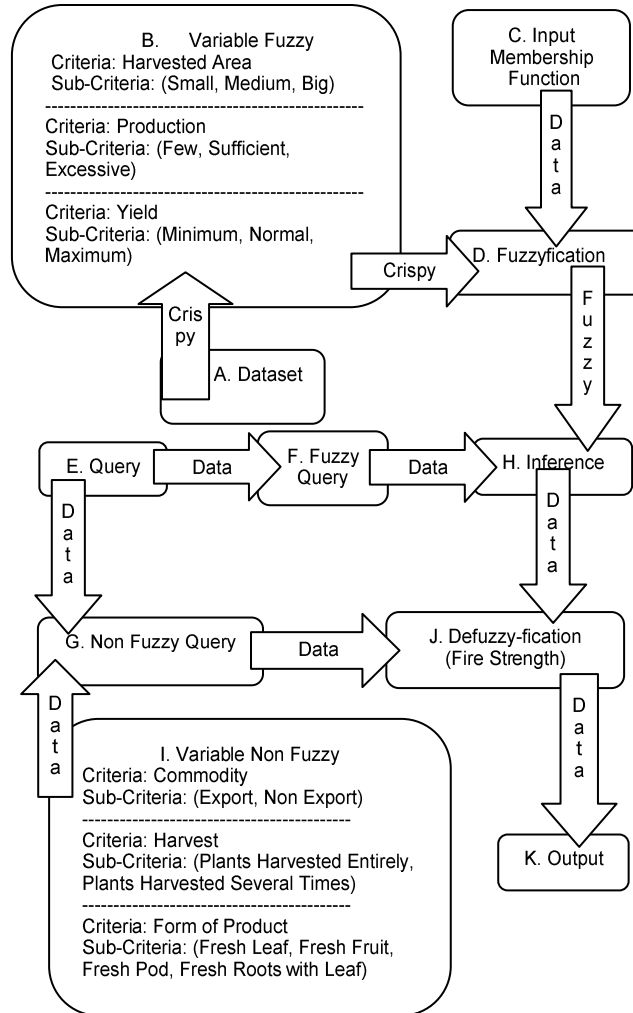 B. Variable Fuzzy
Criteria: Harvested Area
Sub-Criteria: (Small, Medium, Big)
--------------------------------------------------
Criteria: Production
Sub-Criteria: (Few, Sufficient,
Excessive)
--------------------------------------------------
Criteria: Yield
Sub-Criteria: (Minimum, Normal,
Maximum)
C. Input
Membership
Function
D
a
t
a
Crispy
D. Fuzzyfication
Cris
py
A. Dataset
F
u
z
z
y
E. Query
Data
F. Fuzzy
Query
Data
H. Inference
D
a
t
a
D
a
t
a
G. Non Fuzzy Query
Data
J. Defuzzy-fication
(Fire Strength)
D
a
t
a
D
a
t
a
I. Variable Non Fuzzy
Criteria: Commodity
Sub-Criteria: (Export, Non Export)
------------------------------------------
Criteria: Harvest
Sub-Criteria: (Plants Harvested Entirely,
Plants Harvested Several Times)
------------------------------------------
Criteria: Form of Product
Sub-Criteria: (Fresh Leaf, Fresh Fruit,
Fresh Pod, Fresh Roots with Leaf)
K. Output